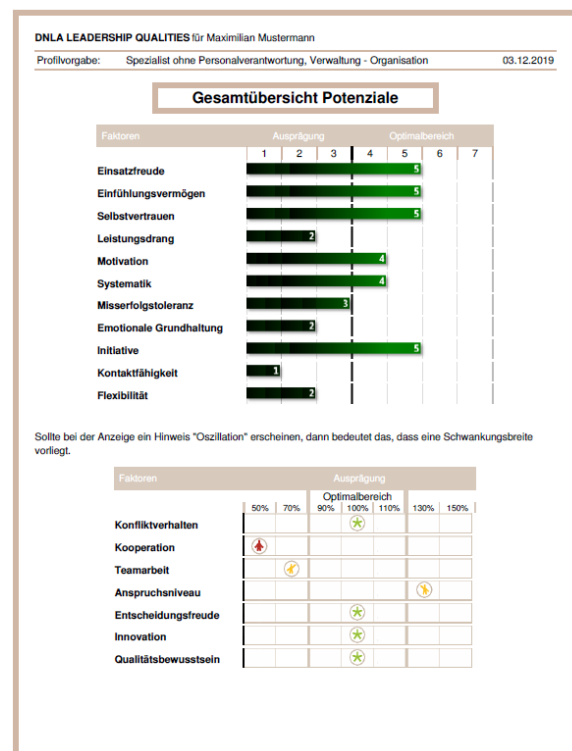 DNLA LEADERSHIP QUALITIES für Maximilian Mustermann
Profilvorgabe: Spezialist ohne Personalverantwortung, Verwaltung - Organisation 03.12.2019
Gesamtübersicht Potenziale
Faktoren Ausprägung Optimalbereich
1 2 3 4 5 6 7
Einsatzfreude 5
Einfühlungsvermögen 5
Selbstvertrauen 5
Leistungsdrang 2
Motivation 4
Systematik 4
Misserfolgstoleranz 3
Emotionale Grundhaltung 2
Initiative 5
Kontaktfähigkeit 1
Flexibilität 2
Sollte bei der Anzeige ein Hinweis "Oszillation" erscheinen, dann bedeutet das, dass eine Schwankungsbreite
vorliegt.
Faktoren Ausprägung
Optimalbereich
50% 70% 90% 100% 110% 130% 150%
Konfliktverhalten
Kooperation
Teamarbeit
Anspruchsniveau
Entscheidungsfreude
Innovation
Qualitätsbewusstsein